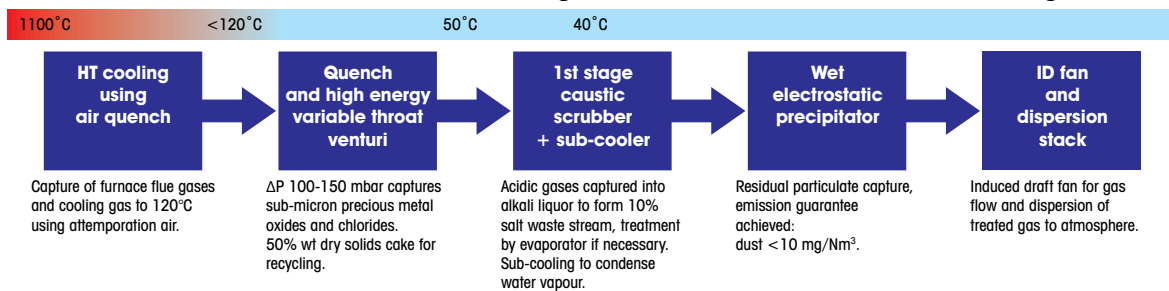 1100˚C <120˚C 50˚C 40˚C
HT cooling
using
air quench
Quench
and high energy
variable throat
venturi
1st stage
caustic
scrubber
+ sub-cooler
Wet
electrostatic
precipitator
ID fan
and
dispersion
stack
Capture of furnace flue gases
and cooling gas to 120°C
using attemporation air.
ΔP 100-150 mbar captures
sub-micron precious metal
oxides and chlorides.
50% wt dry solids cake for
recycling.
Acidic gases captured into
alkali liquor to form 10%
salt waste stream, treatment
by evaporator if necessary.
Sub-cooling to condense
water vapour.
Residual particulate capture,
emission guarantee
achieved:
dust <10 mg/Nm³.
Induced draft fan for gas
flow and dispersion of
treated gas to atmosphere.